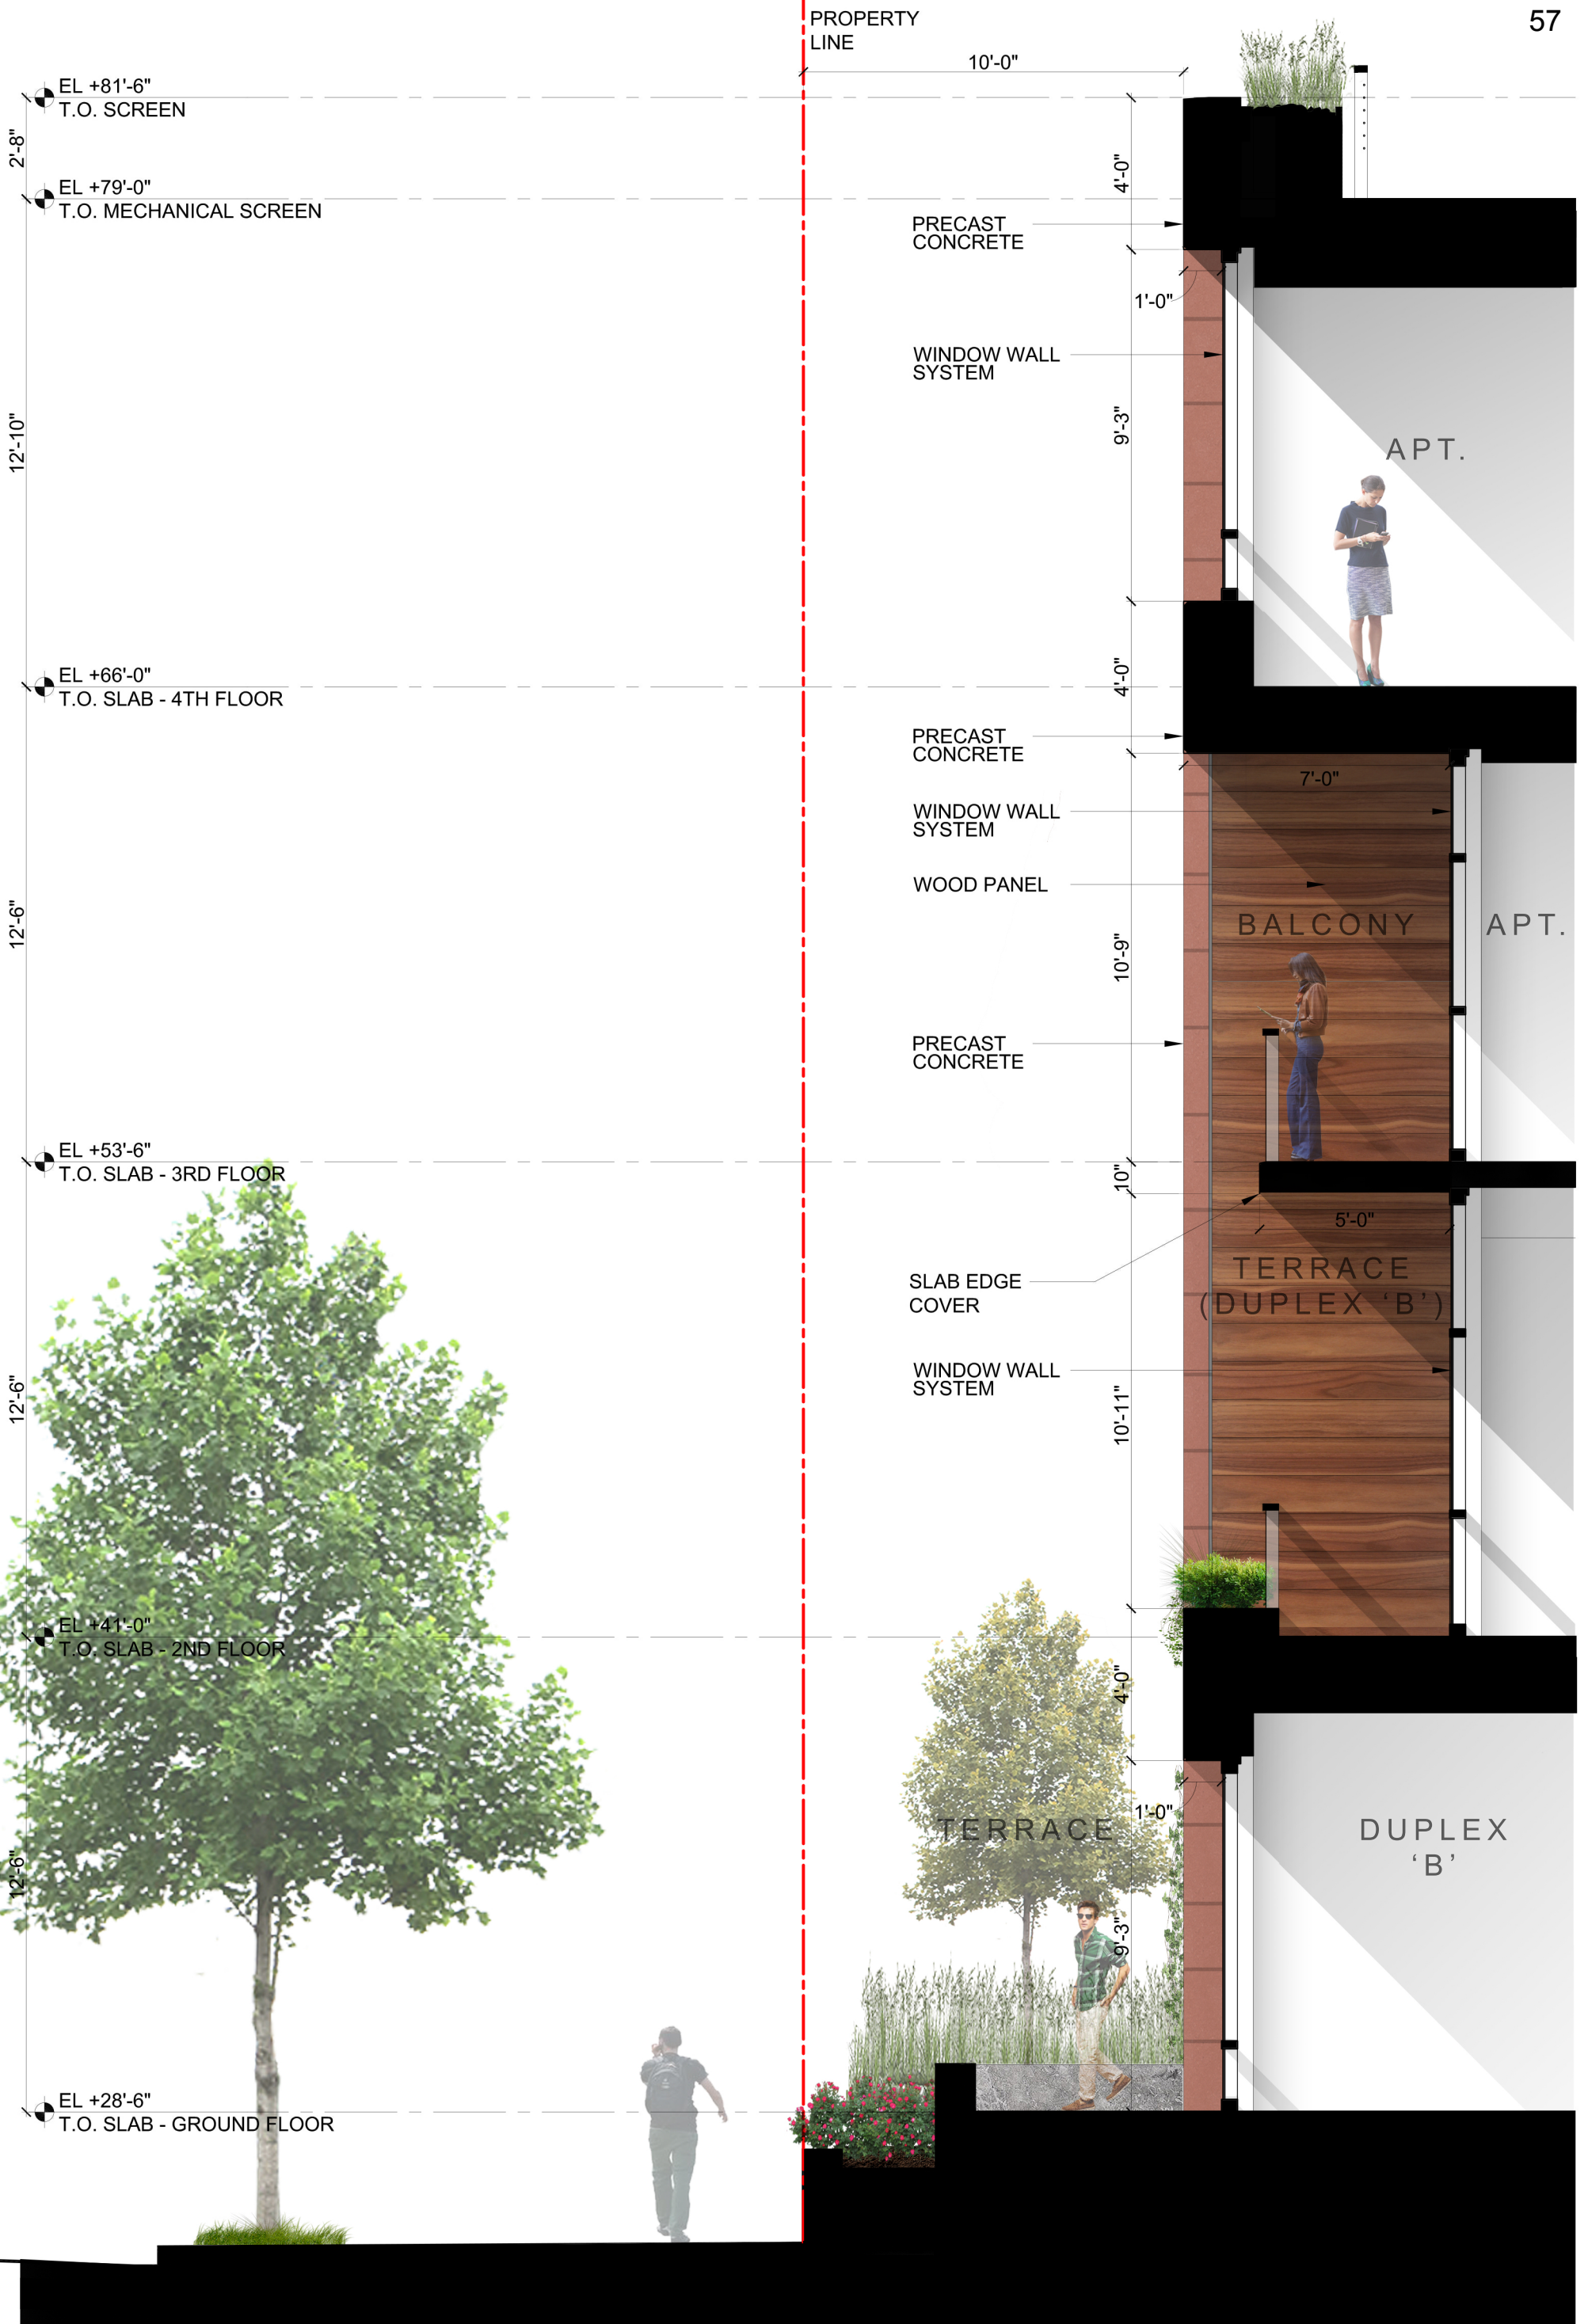 57
PROPERTY
LINE
10'-0"
EL +81'-6"
T.O. SCREEN
2'-8"
4'-0"
EL +79'-0"
T.O. MECHANICAL SCREEN
PRECAST
CONCRETE
1'-0"
WINDOW WALL
SYSTEM
12'-10"
9'-3"
APT.
EL +66'-0"
T.O. SLAB - 4TH FLOOR
4'-0"
PRECAST
CONCRETE
7'-0"
WINDOW WALL
SYSTEM
WOOD PANEL
12'-6"
BALCONY
APT.
10'-9"
PRECAST
CONCRETE
EL +53'-6"
T.O. SLAB - 3RD FLOOR
10"
5'-0"
SLAB EDGE
COVER
TERRACE
(DUPLEX ‘B’)
WINDOW WALL
SYSTEM
12'-6"
10'-11"
EL +41'-0"
T.O. SLAB - 2ND FLOOR
4'-0"
1'-0"
TERRACE
DUPLEX
‘B’
12'-6"
9'-3"
EL +28'-6"
T.O. SLAB - GROUND FLOOR